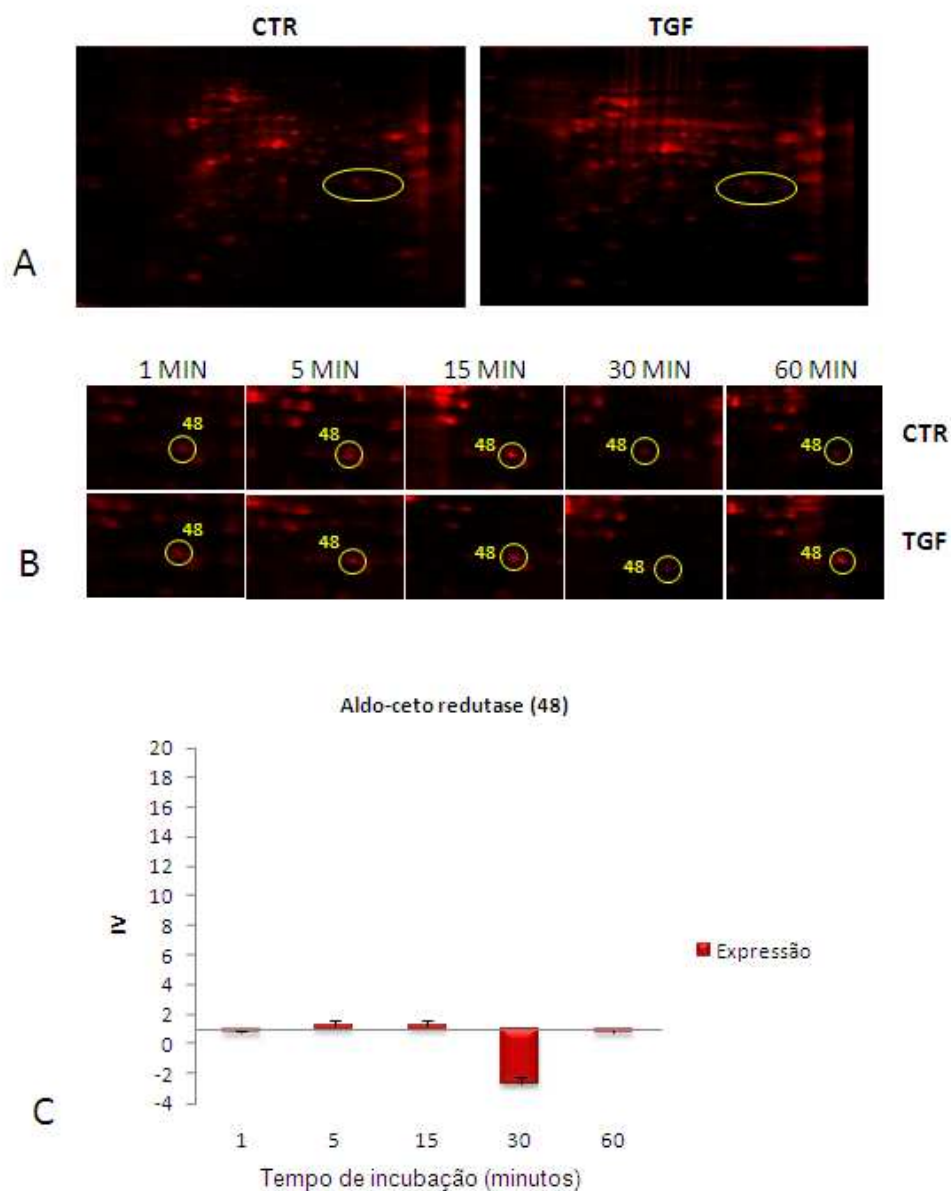 CTR TGF
A
1 MIN 5 MIN 15 MIN 30 MIN 60 MIN
48 48 48 48 48 CTR
48 48 48 48 48 TGF
B
Aldo-ceto redutase (48)
20
18
16
14
12
10
8
6
4
2
0
-2
-4
IV
Expressão
C
1 5 15 30 60
Tempo de incubação (minutos)